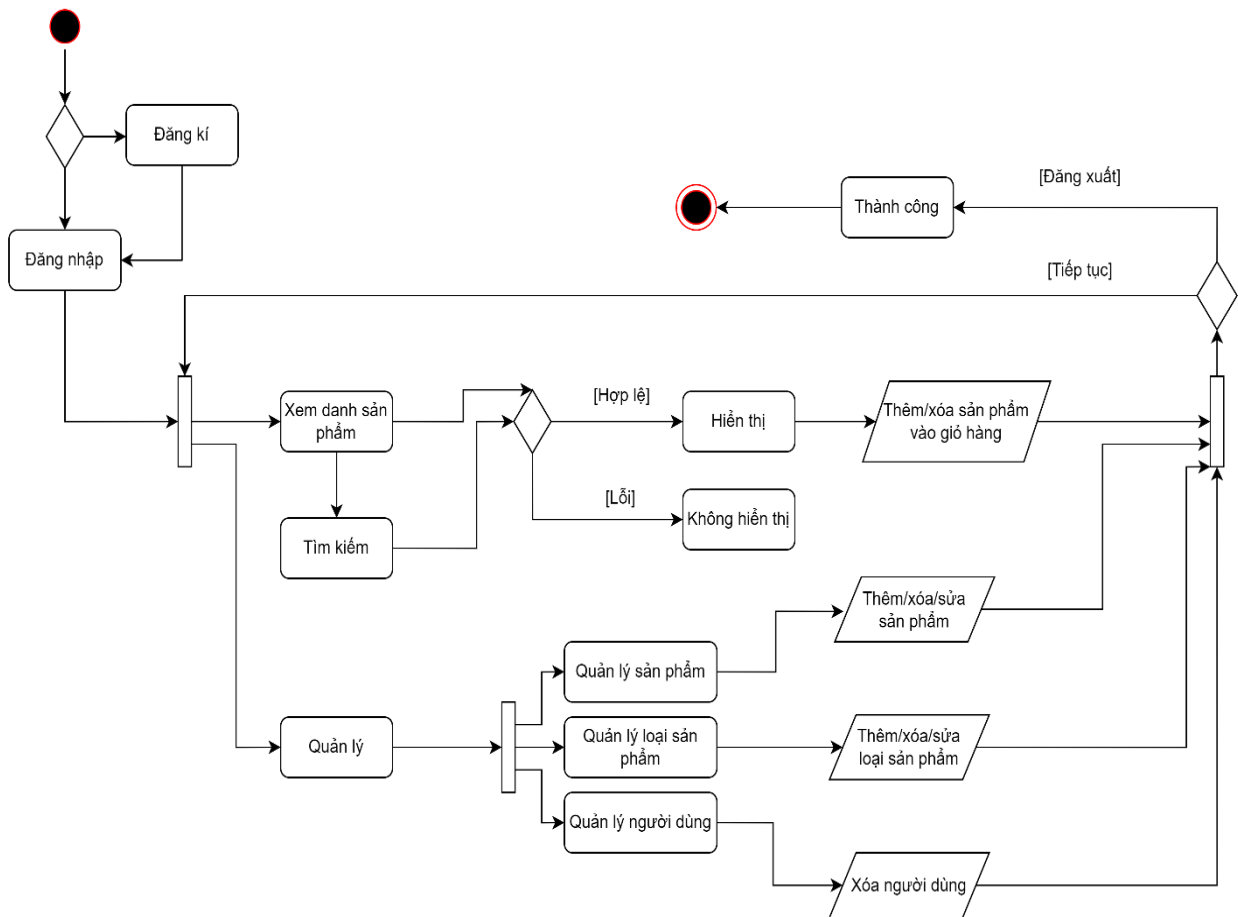 Đăng kí
Đăng nhập
[Đăng xuất]
Thành công
[Tiếp tục]
Xem danh sản
phẩm
[Hợp lệ]
Hiển thị
Thêm/xóa sản phẩm
vào giỏ hàng
[Lỗi]
Không hiển thị
Tìm kiếm
Thêm/xóa/sửa
sản phẩm
Quản lý sản phẩm
Quản lý
Quản lý loại sản
phẩm
Thêm/xóa/sửa
loại sản phẩm
Quản lý người dùng
Xóa người dùng